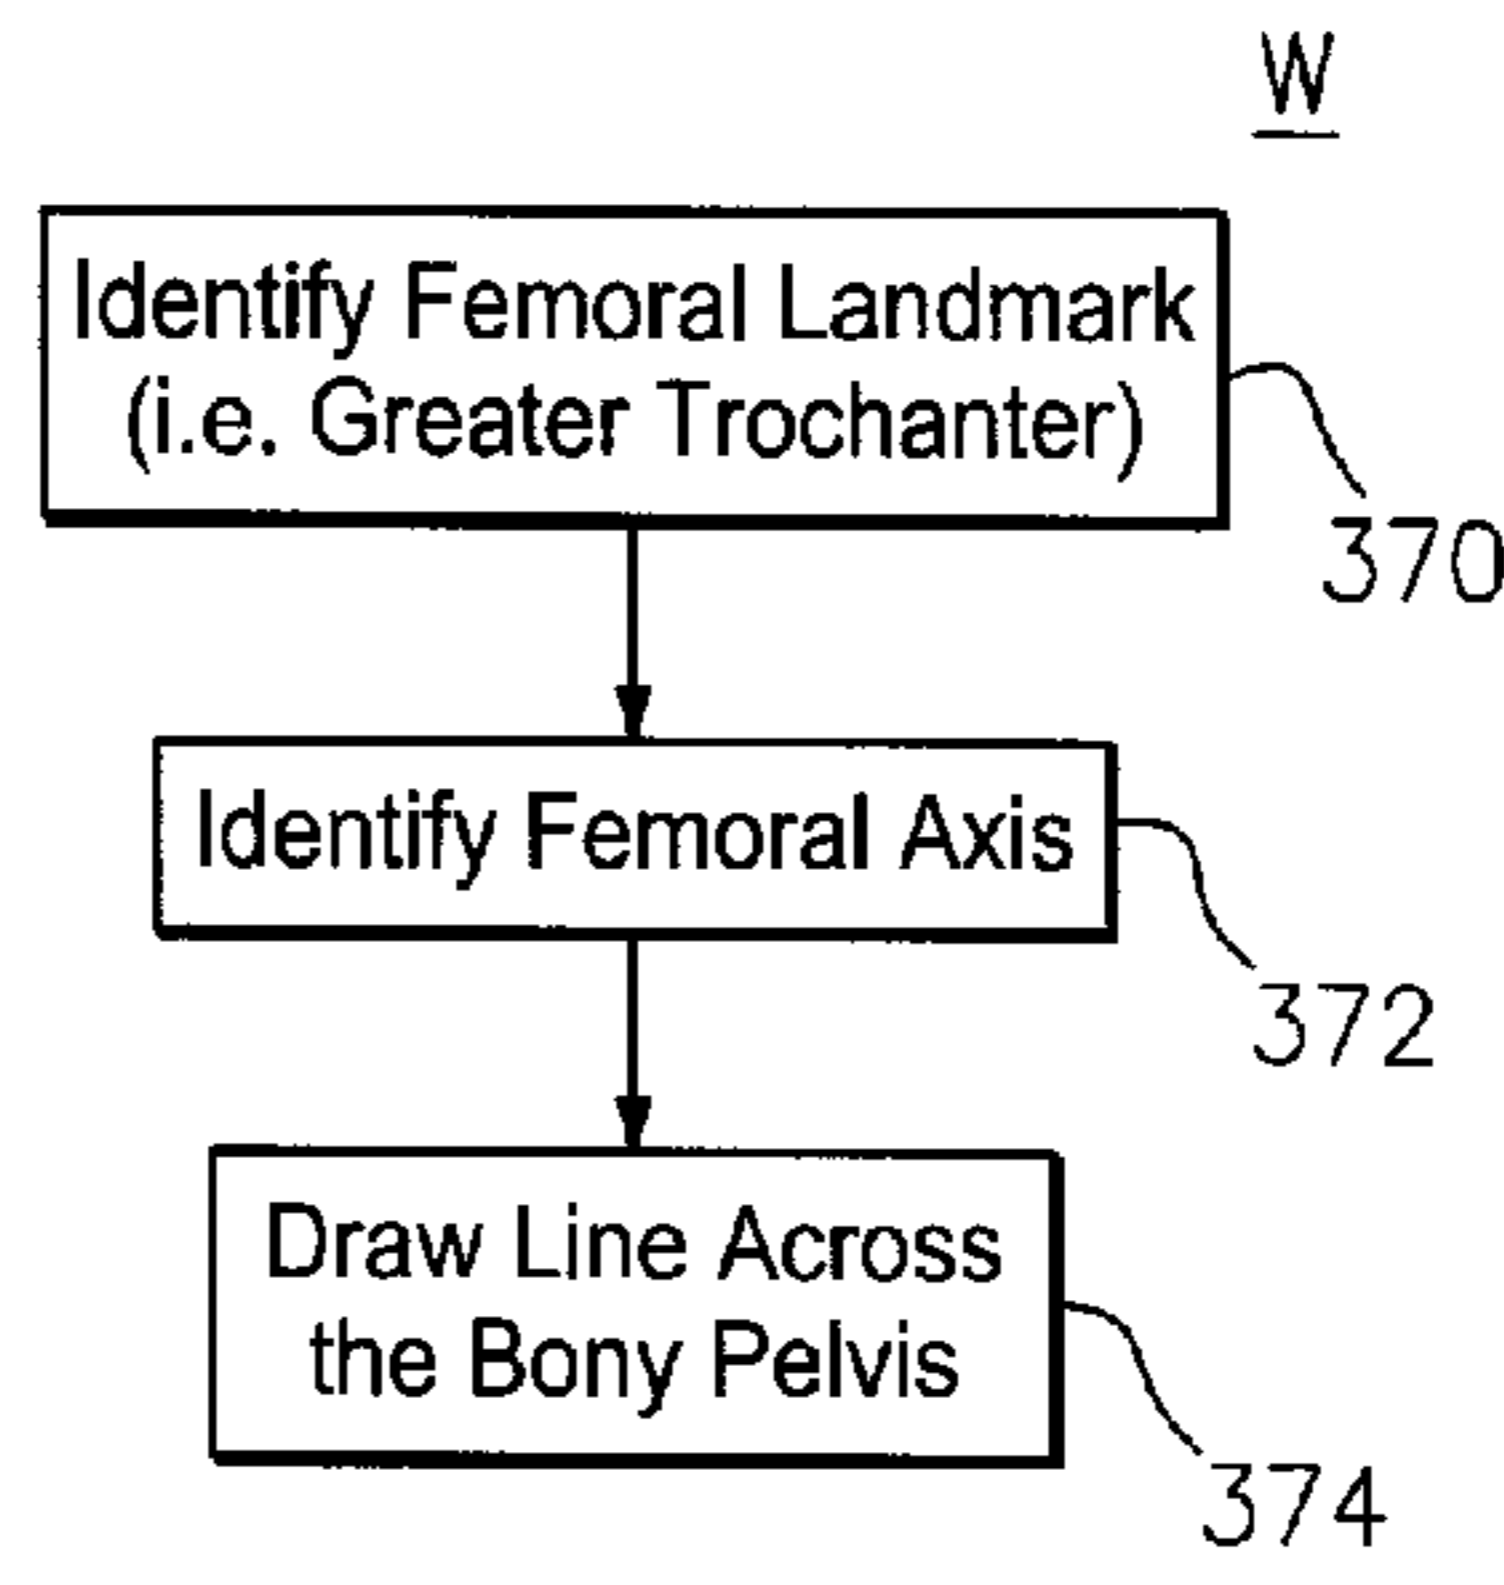 W
Identify Femoral Landmark
(i.e. Greater Trochanter)
370
Identify Femoral Axis
372
Draw Line Across
the Bony Pelvis
374